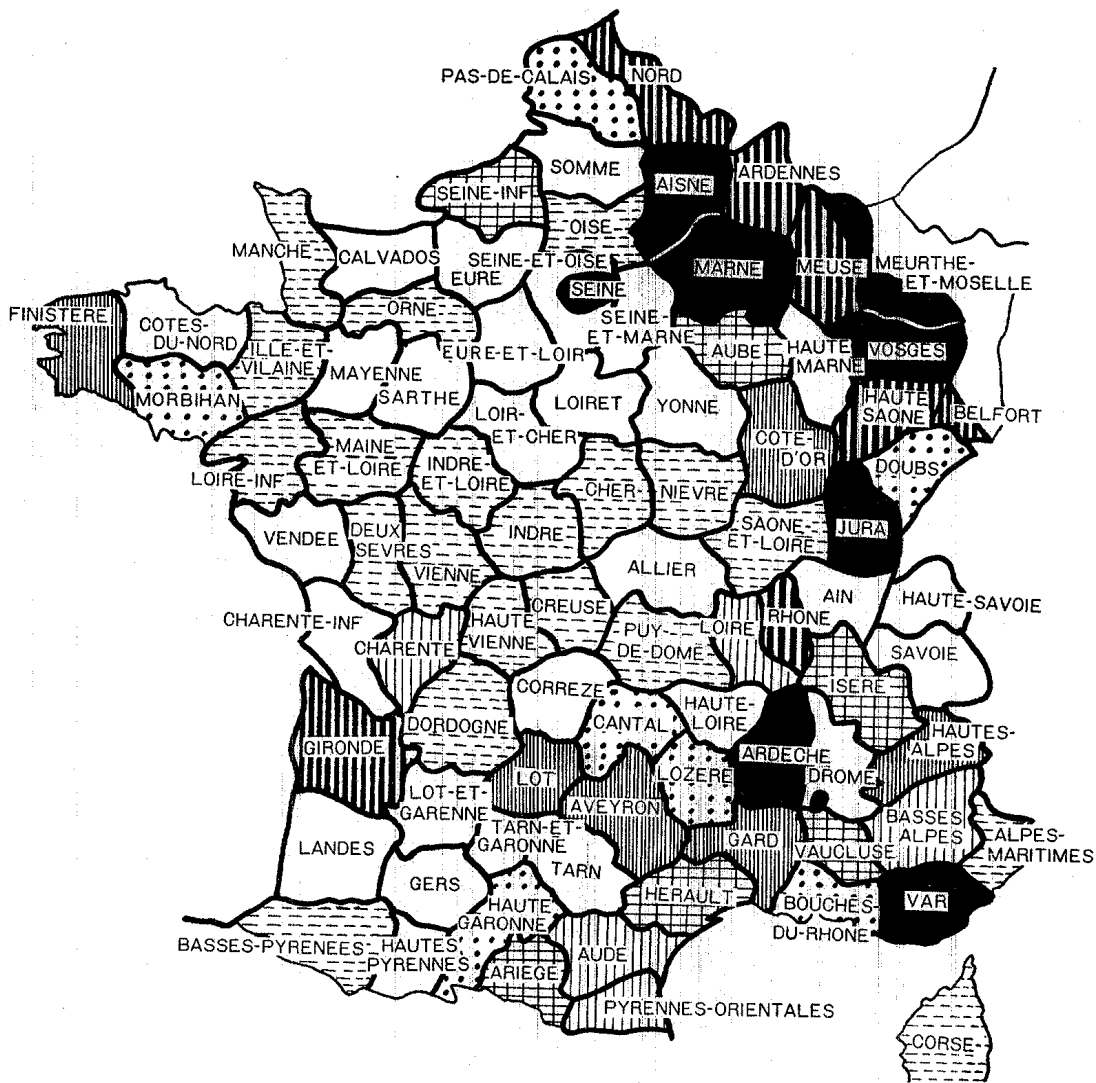 PAS-DE-CALAIS
NORD
SOMME
AISNE
ARDENNES
SEINE-INF
OISE
MANCHE
CALVADOS
SEINE-ET-OISE
EURE
MARNE
MEUSE
MEURTHE-
ET-MOSELLE
SEINE
FINISTERE
COTES-
DU-NORD
ORNE
SEINE-
ET-MARNE
ILLE-ET-
VILAINE
EURE-ET-LOIR
AUBE
HAUTE
MARNE
VOSGES
MAYENNE
SARTHE
MORBIHAN
LOIR-
ET-CHER
LOIRET
YONNE
HAUTE
SAONE
BELFORT
MAINE
ET-LOIRE
INDRE-
ET-LOIRE
COTE-
D'OR
DOUBS
LOIRE-INF
CHER-
NIEVRE
VENDEE
DEUX
SEVRES
INDRE
SAONE-
ET-LOIRE
JURA
VIENNE
ALLIER
CHARENTE-INF
CREUSE
HAUTE
VIENNE
PUY-
DE-DOME
LOIRE
RHONE
AIN
HAUTE-SAVOIE
CHARENTE
SAVOIE
ISERE
CORREZE
HAUTE-
LOIRE
DORDOGNE
CANTAL
HAUTES-
ALPES
GIRONDE
ARDECHE
DROME
LOT
LOZERE
LOT-ET-
GARENNE
AVEYRON
TARN-ET-
GARONNE
GARD
VAUCLUSE
BASSES
ALPES
ALPES-
MARITIMES
LANDES
TARN
GERS
HERAULT
HAUTE
GARONNE
BOUCHES-
DU-RHONE
VAR
BASSES-PYRENEES-
HAUTES
PYRENNES
ARIEGE
AUDE
PYRENNES-ORIENTALES
CORSE-